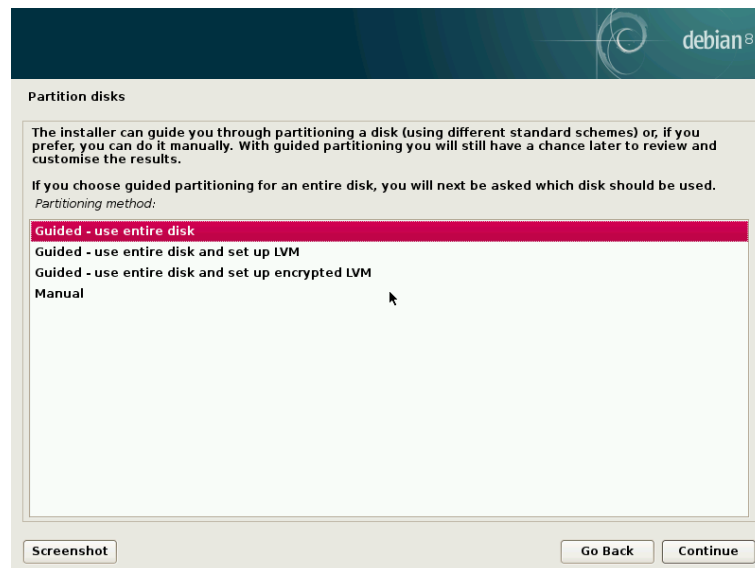 debian 8
Partition disks
The installer can guide you through partitioning a disk (using different standard schemes) or, if you
prefer, you can do it manually. With guided partitioning you will still have a chance later to review and
customise the results.
If you choose guided partitioning for an entire disk, you will next be asked which disk should be used.
Partitioning method:
Guided - use entire disk
Guided - use entire disk and set up LVM
Guided - use entire disk and set up encrypted LVM
Manual
Screenshot
Go Back
Continue